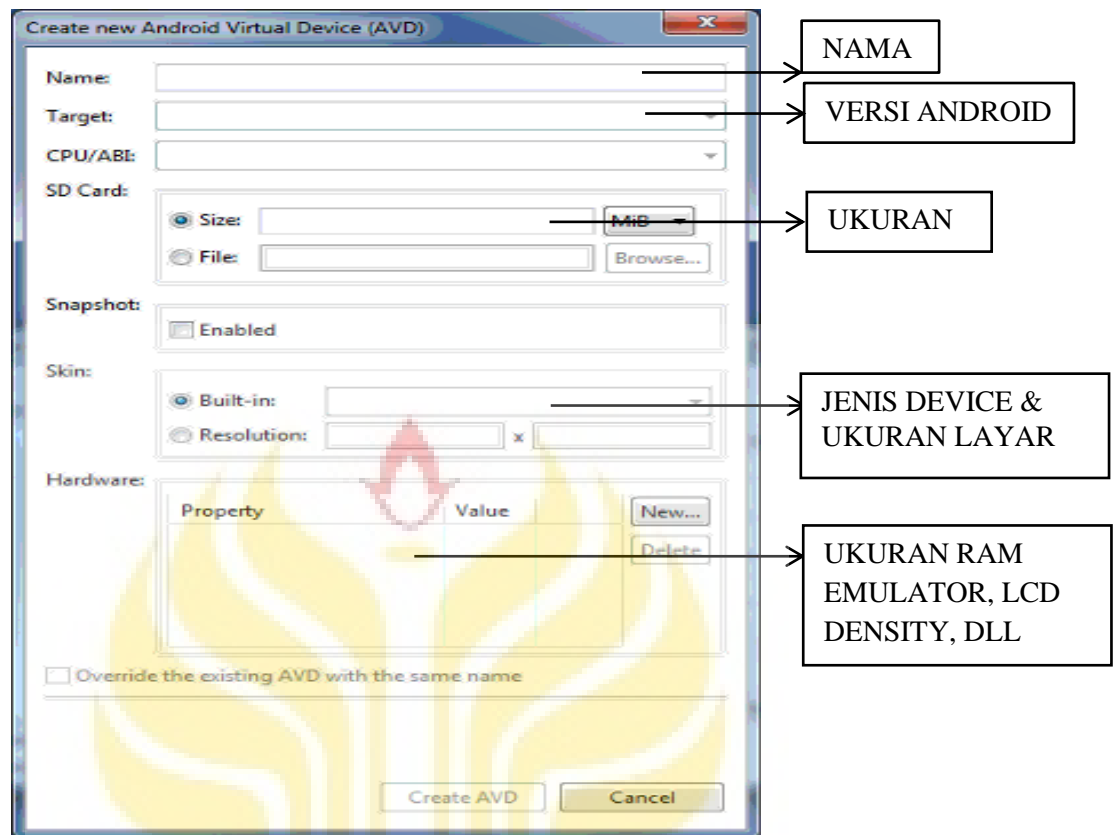 Create new Android Virtual Device (AVD)
NAMA
Name:
Target:
VERSI ANDROID
CPU/ABI:
SD Card:
Size:
MiB
UKURAN
File:
Browse...
Snapshot:
Enabled
Skin:
Built-in:
JENIS DEVICE &
UKURAN LAYAR
Resolution:
x
Hardware:
Property
Value
New...
Delete
UKURAN RAM
EMULATOR, LCD
DENSITY, DLL
Override the existing AVD with the same name
Create AVD
Cancel